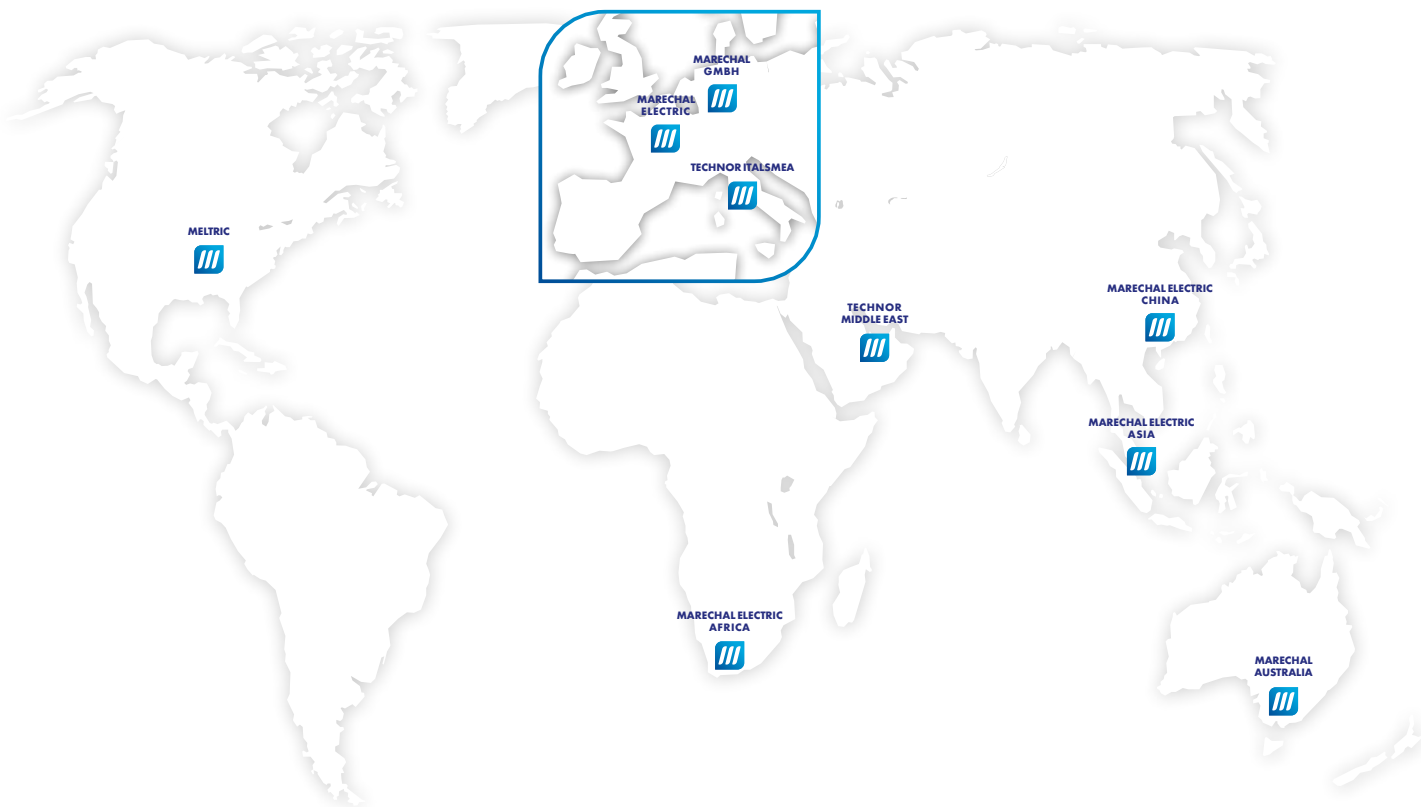 MARECHAL
GMBH
MARECHAL
ELECTRIC
TECHNOR ITALSMEA
MELTRIC
MARECHAL ELECTRIC
CHINA
TECHNOR
MIDDLE EAST
MARECHAL ELECTRIC
ASIA
MARECHAL ELECTRIC
AFRICA
MARECHAL
AUSTRALIA